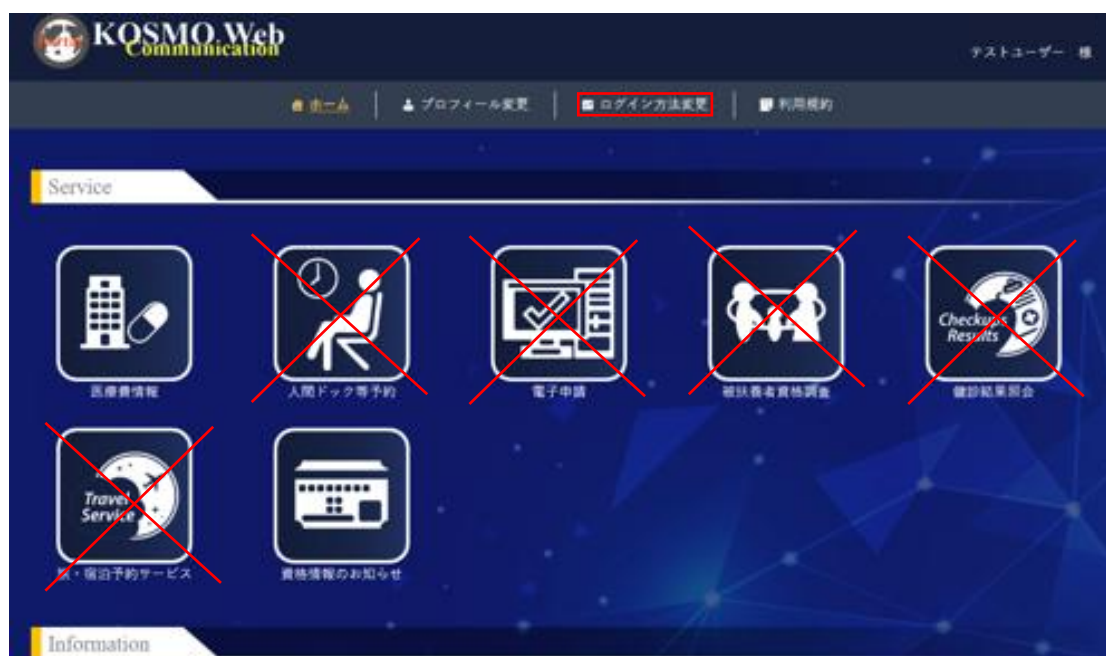 Portal
KOSMO Web
Communication
テストユーザー 様
ホーム
プロフィール変更
ログイン方法変更
利用規約
Service
医療費情報
人間ドック等予約
電子申請
被扶養者資格調査
Checkups
Results
健診結果照会
Travel
Service
旅・宿泊予約サービス
資格情報のお知らせ
Information